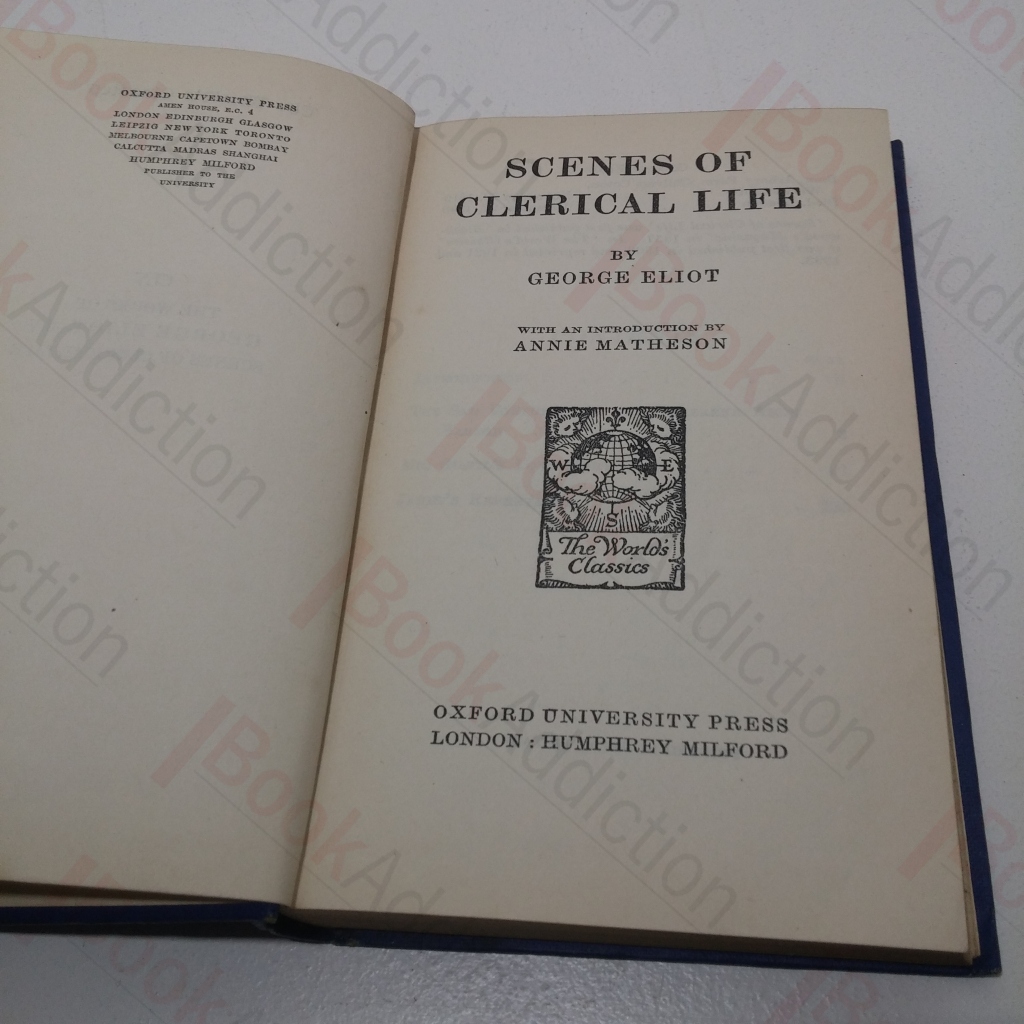 OXFORD UNIVERSITY PRESS
AMEN HOUSE, E.C. 4
LONDON EDINBURGH GLASGOW
LEIPZIG NEW YORK TORONTO
MELBOURNE CAPETOWN BOMBAY
CALCUTTA MADRAS SHANGHAI
HUMPHREY MILFORD
PUBLISHER TO THE
UNIVERSITY
SCENES OF
CLERICAL LIFE
BY
GEORGE ELIOT
WITH AN INTRODUCTION BY
ANNIE MATHESON
W E
S
The World's
Classics
OXFORD UNIVERSITY PRESS
LONDON : HUMPHREY MILFORD
BookAddiction